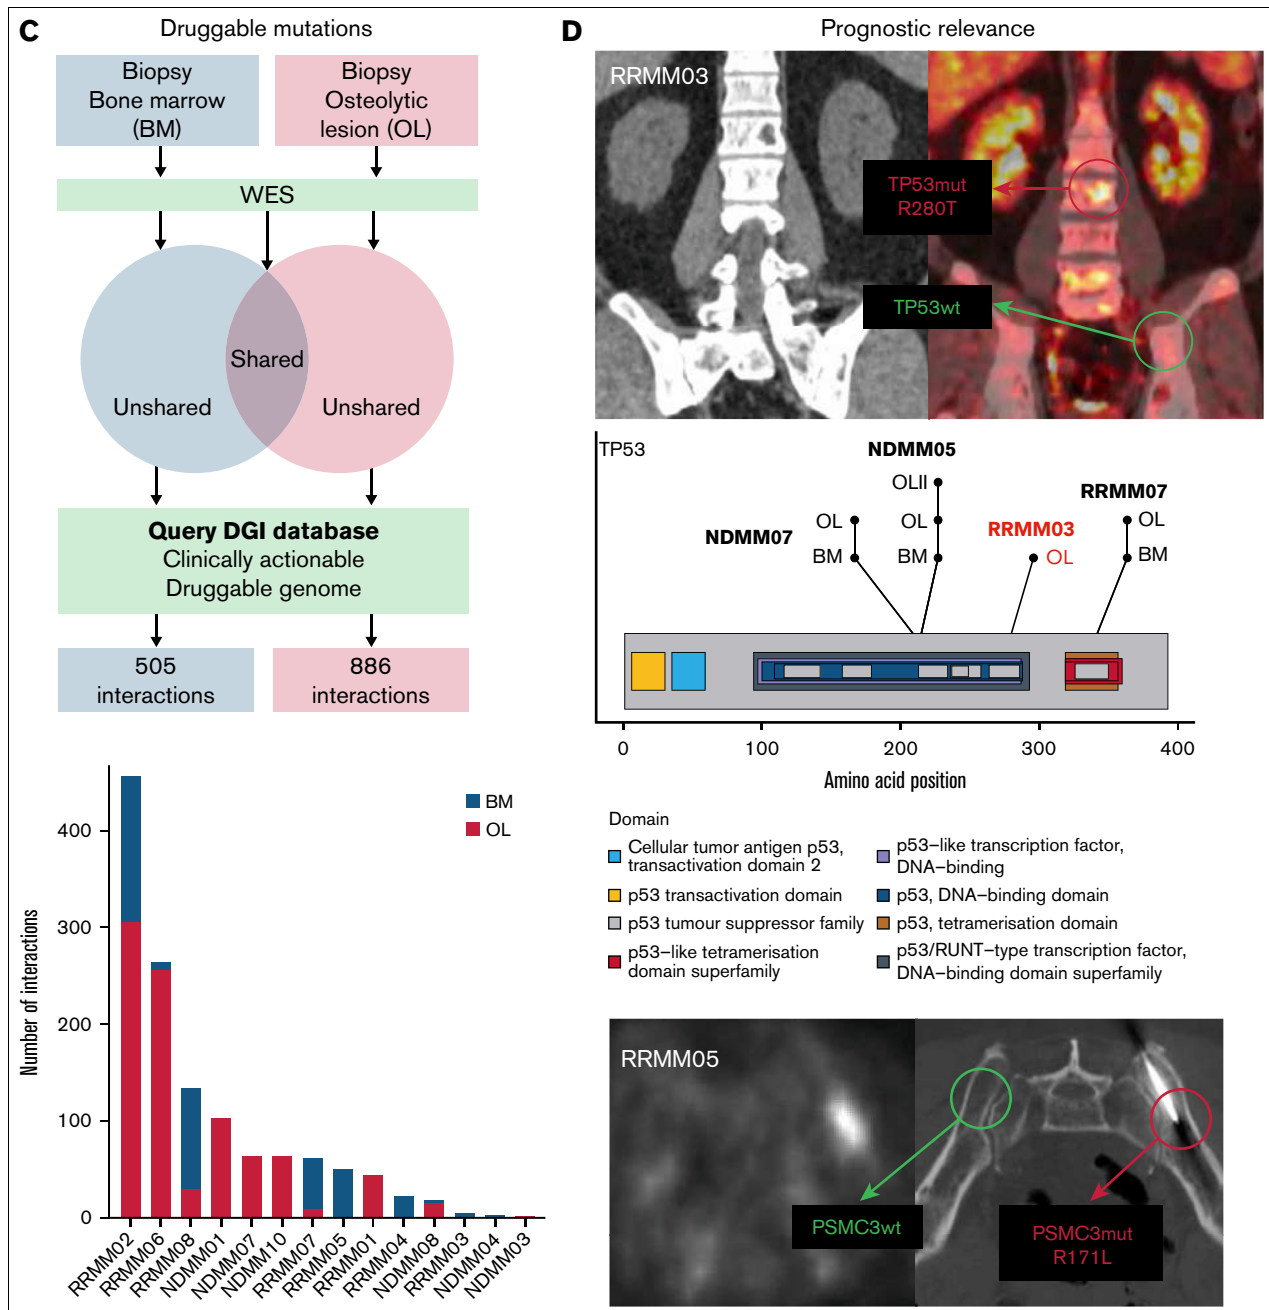 C
Druggable mutations
Biopsy
Bone marrow
(BM)
Biopsy
Osteolytic
lesion (OL)
WES
Shared
Unshared
Unshared
Query DGI database
Clinically actionable
Druggable genome
505
interactions
886
interactions
BM
OL
Number of interactions
400
300
200
100
0
RRMM02
RRMM06
RRMM08
NDMM01
NDMM07
NDMM10
RRMM07
RRMM05
RRMM01
RRMM04
NDMM08
RRMM03
NDMM04
NDMM03
D
Prognostic relevance
RRMM03
TP53mut
R280T
TP53wt
TP53
NDMM05
OLII
RRMM07
OL
OL
RRMM03
OL
NDMM07
BM
BM
OL
BM
0
100
200
300
400
Amino acid position
Domain
Cellular tumor antigen p53,
transactivation domain 2
p53 transactivation domain
p53 tumour suppressor family
p53–like tetramerisation
domain superfamily
p53–like transcription factor,
DNA–binding
p53, DNA–binding domain
p53, tetramerisation domain
p53/RUNT–type transcription factor,
DNA–binding domain superfamily
RRMM05
PSMC3wt
PSMC3mut
R171L